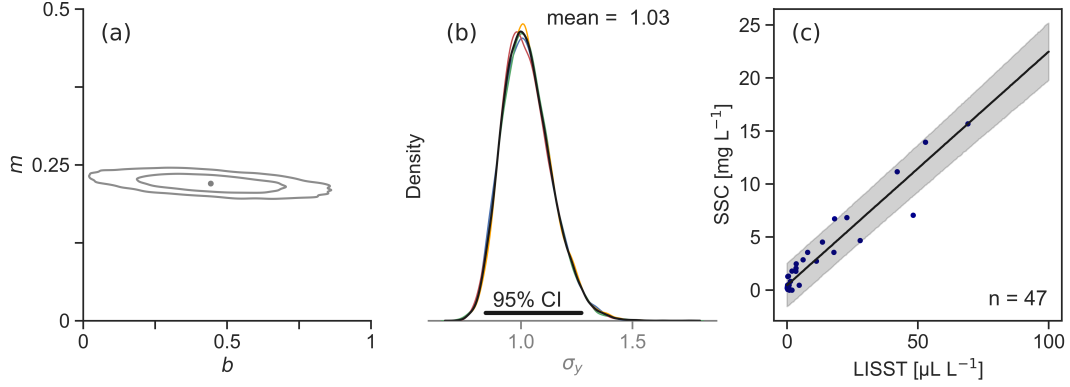 (a)
0.5
0.25
0
m
0
0.5
1
b
(b)
mean = 1.03
Density
95% CI
1.0
1.5
σy
(c)
20
15
10
5
0
SSC [mg L−1]
n = 47
0
50
100
LISST [μL L−1]